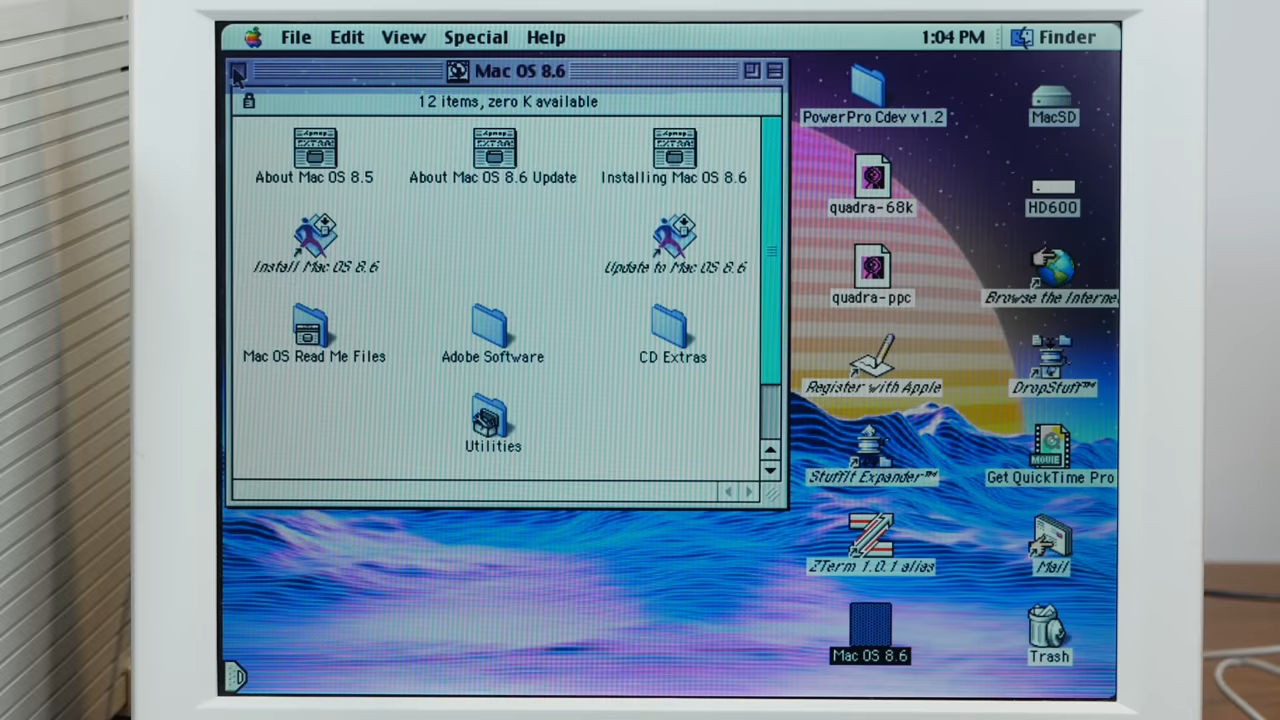 File Edit View Special Help 1:04 PM Finder
Mac OS 8.6
12 items, zero K available
About Mac OS 8.5 About Mac OS 8.6 Update Installing Mac OS 8.6
Install Mac OS 8.6 Update to Mac OS 8.6
Mac OS Read Me Files Adobe Software CD Extras
Utilities
PowerPro Cdev v1.2 MacSD
quadra-68k HD600
quadra-ppc Browse the Interne
Register with Apple DropStuff™
StuffIt Expander™ MOVIE
Get QuickTime Pro
ZTerm 1.0.1 alias Mail
Mac OS 8.6 Trash